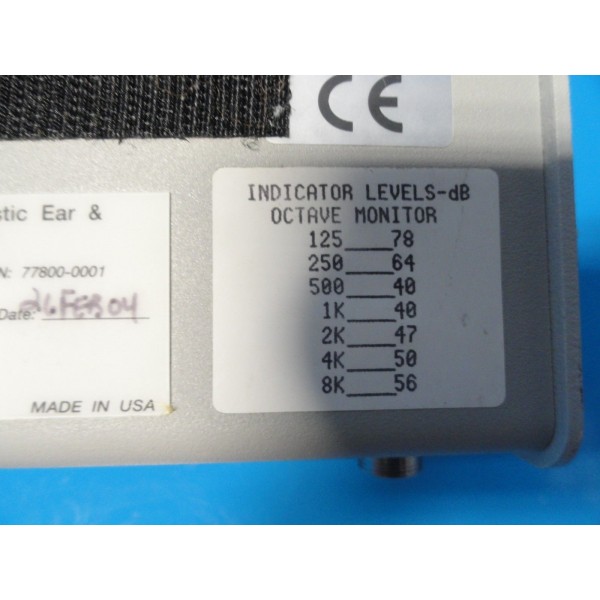 CE
stic Ear &
N: 77800-0001
Date: 26FEB04
MADE IN USA
INDICATOR LEVELS-dB
OCTAVE MONITOR
125____78
250____64
500____40
1K____40
2K____47
4K____50
8K____56